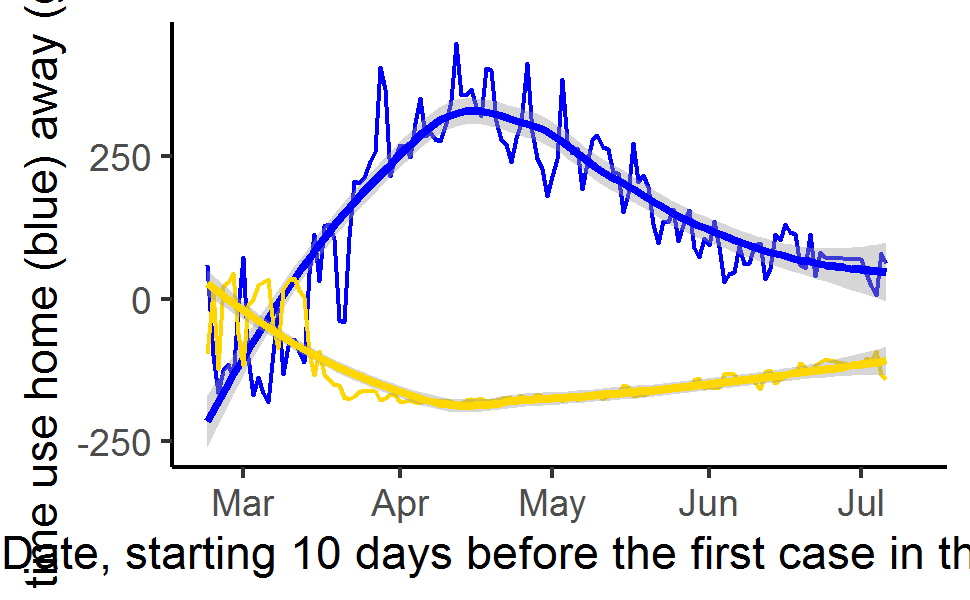 time use home (blue) away (
250
0
-250
Mar Apr May Jun Jul
Date, starting 10 days before the first case in th